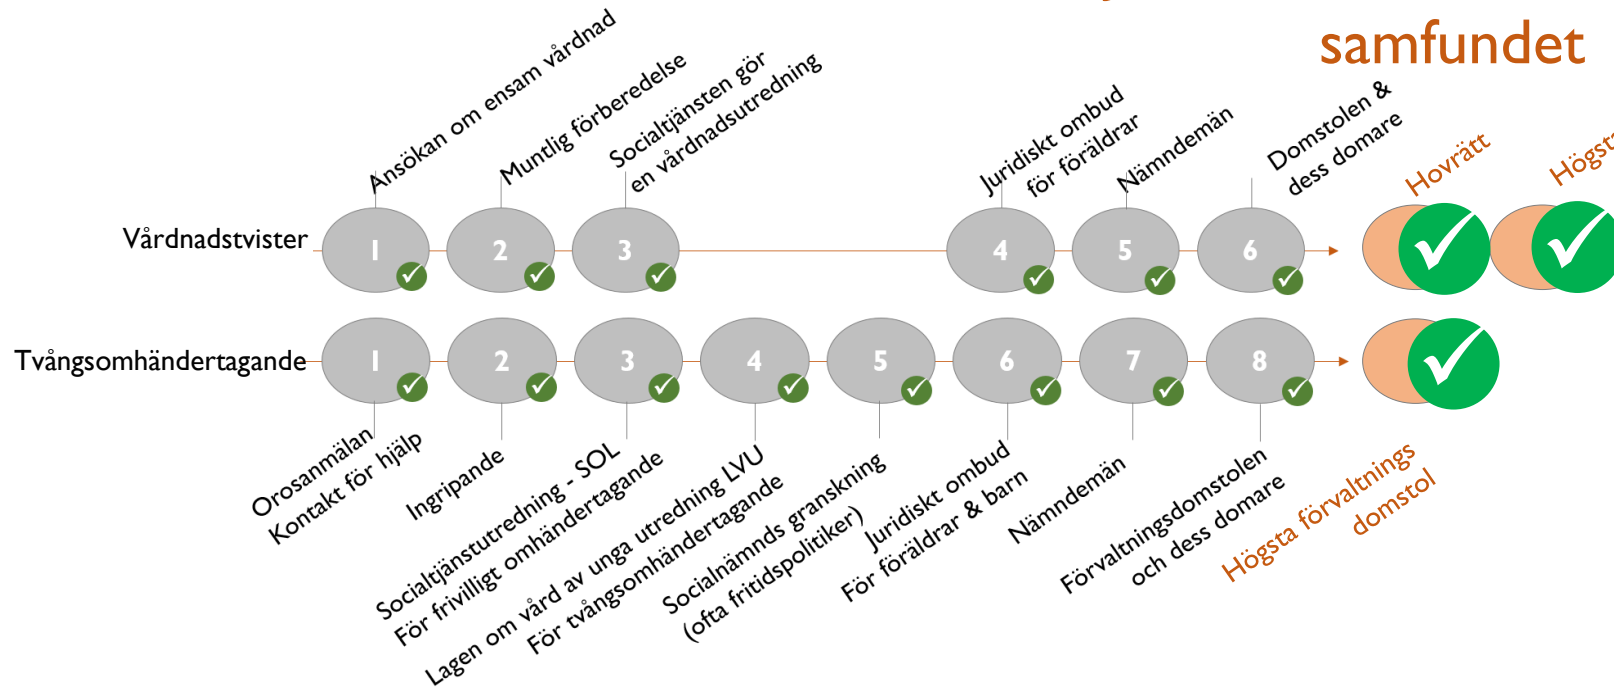 samfundet
Ansökan om ensam vårdnad
Muntlig förberedelse
Socialtjänsten gör
en vårdnadsutredning
Juridiskt ombud
för föräldrar
Nämndemän
Domstolen &
dess domare
Hovrätt
Högsta
Vårdnadstvister
1
2
3
4
5
6
Tvångsomhändertagande
1
2
3
4
5
6
7
8
Orosanmälan
Kontakt för hjälp
Ingripande
Socialtjänstutredning - SOL
För frivilligt omhändertagande
Lagen om vård av unga utredning LVU
För tvångsomhändertagande
Socialnämnds granskning
(ofta fritidspolitiker)
Juridiskt ombud
För föräldrar & barn
Nämndemän
Förvaltningsdomstolen
och dess domare
Högsta förvaltnings
domstol